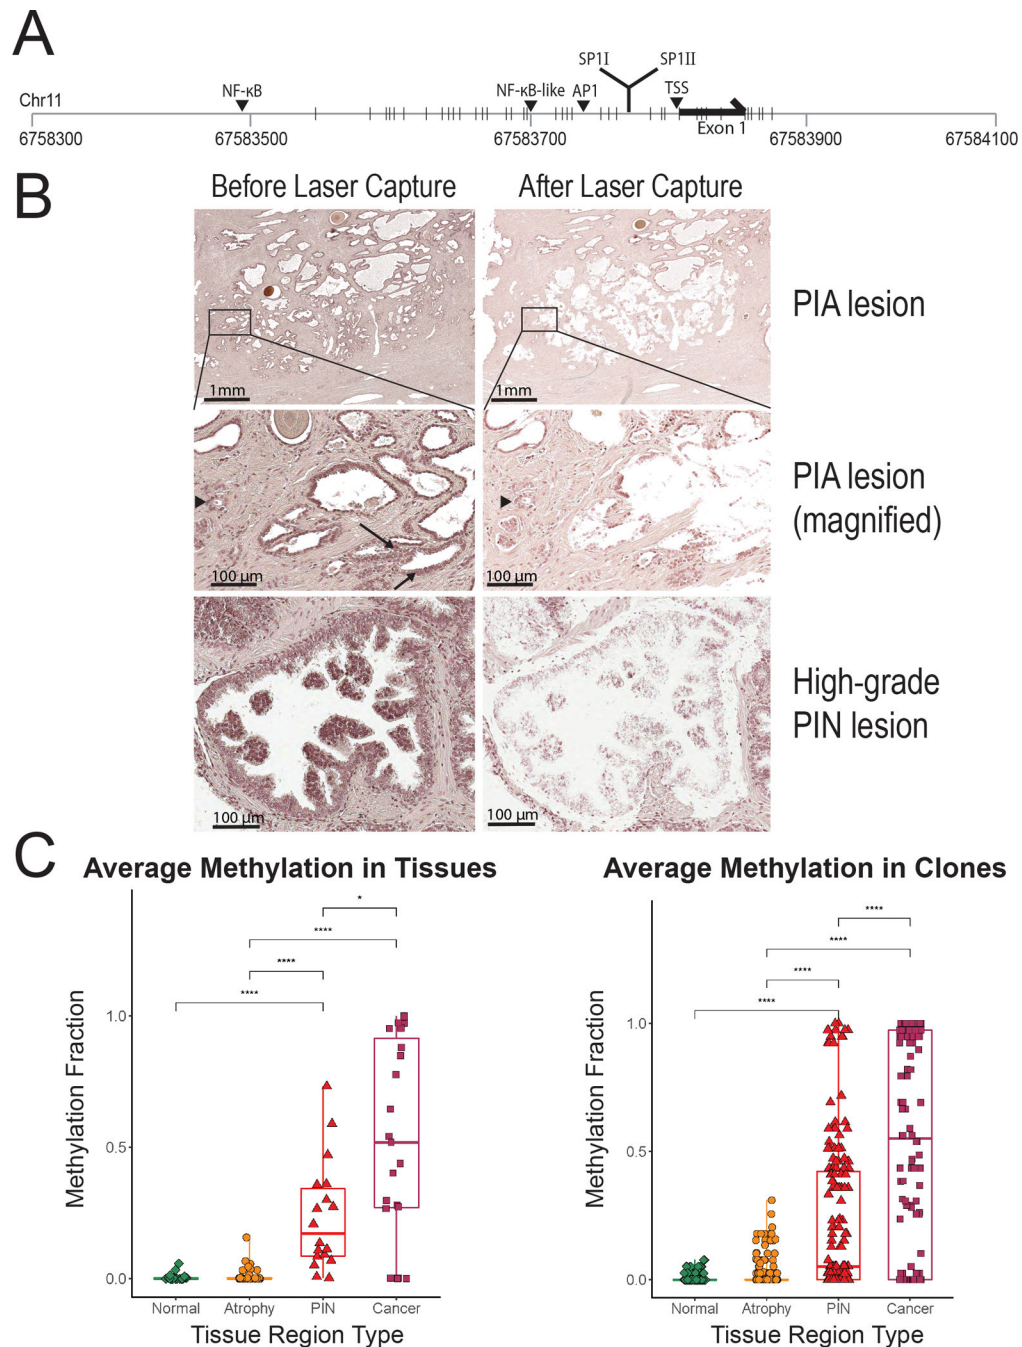 A
SP1I SP1II
Chr11 NF-κB NF-κB-like AP1 TSS
Exon 1
67583300 67583500 67583700 67583900 67584100
B
Before Laser Capture After Laser Capture
PIA lesion
1mm 1mm
PIA lesion
(magnified)
100 µm 100 µm
High-grade
PIN lesion
100 µm 100 µm
C
Average Methylation in Tissues
*
****
****
****
Methylation Fraction
1.0
0.5
0.0
Normal Atrophy PIN Cancer
Tissue Region Type
Average Methylation in Clones
****
****
****
****
Methylation Fraction
1.0
0.5
0.0
Normal Atrophy PIN Cancer
Tissue Region Type